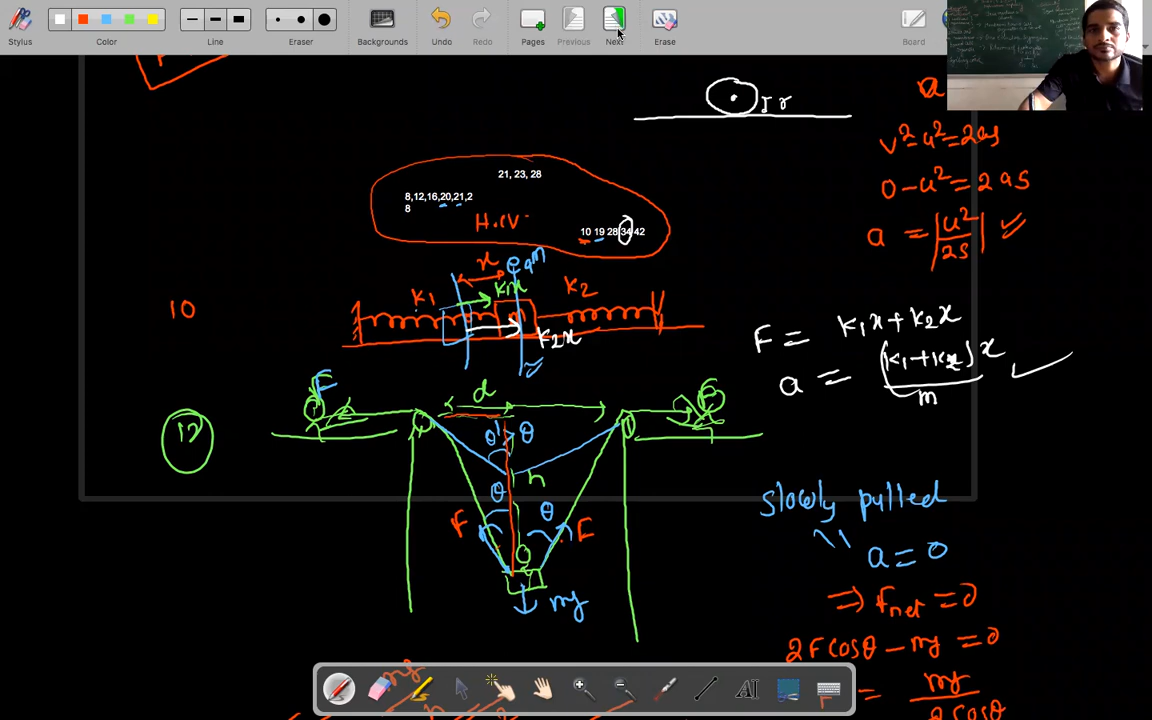 Stylus
Color
Line
Eraser
Backgrounds
Undo
Redo
Pages
Previous
Next
Erase
Board
r
a
v²-u²=2as
0-u²=2as
a = |u²/2s|
21, 23, 28
8,12,16,20,21,2
8
H.C.V.
10 19 28 34 42
10
x
k1
k1x
m
k2
k2x
F = k1x+k2x
a = (k1+k2)x
m
12
F
d
F
θ'
θ
h
θ
θ
F
F
mg
slowly pulled
a=0
⇒ Fnet=0
2Fcosθ-mg=0
= mg
2cosθ
mg